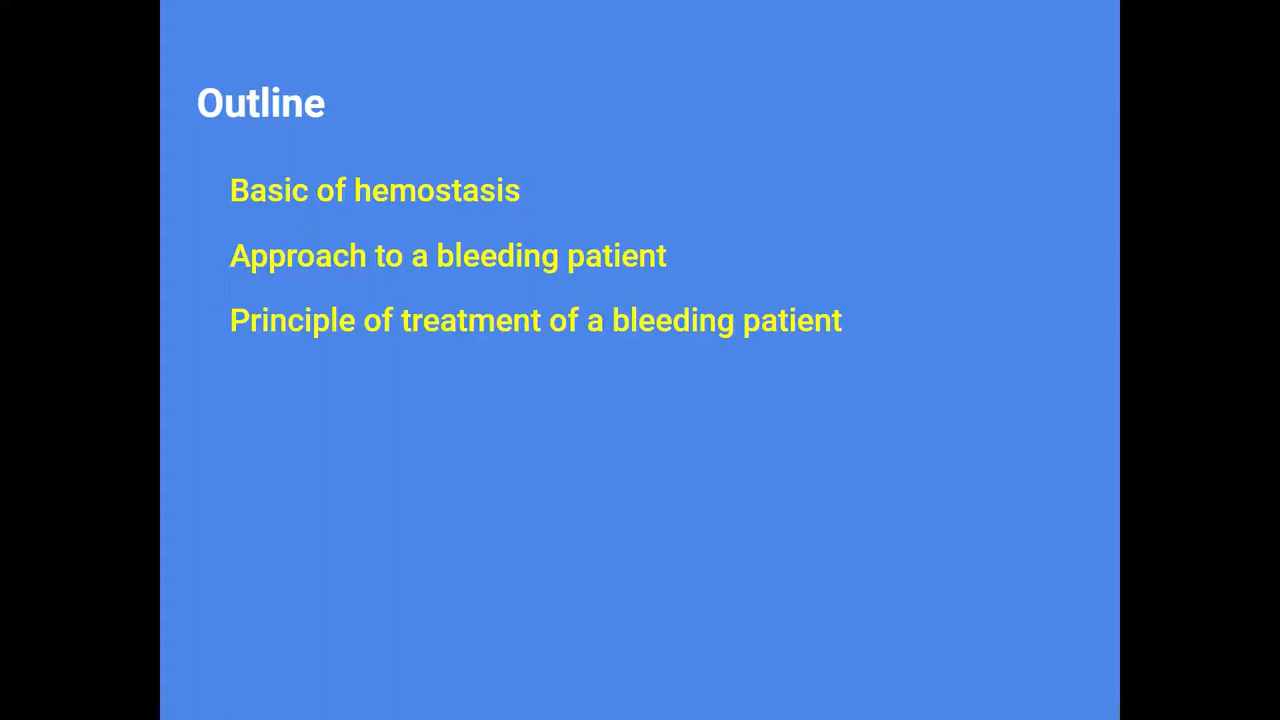 Outline
Basic of hemostasis
Approach to a bleeding patient
Principle of treatment of a bleeding patient